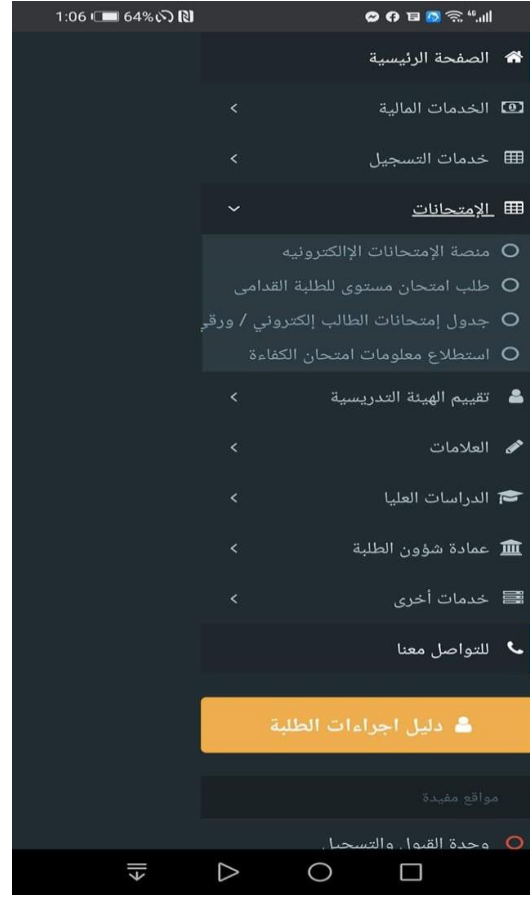 1:06 64%
الصفحة الرئيسية
الخدمات المالية
خدمات التسجيل
الإمتحانات
منصة الإمتحانات الإالكترونيه
طلب امتحان مستوى للطلبة القدامى
جدول إمتحانات الطالب إلكتروني / ورقي
استطلاع معلومات امتحان الكفاءة
تقييم الهيئة التدريسية
العلامات
الدراسات العليا
عمادة شؤون الطلبة
خدمات أخرى
للتواصل معنا
دليل اجراءات الطلبة
مواقع مفيدة
وحدة القبول والتسجيل